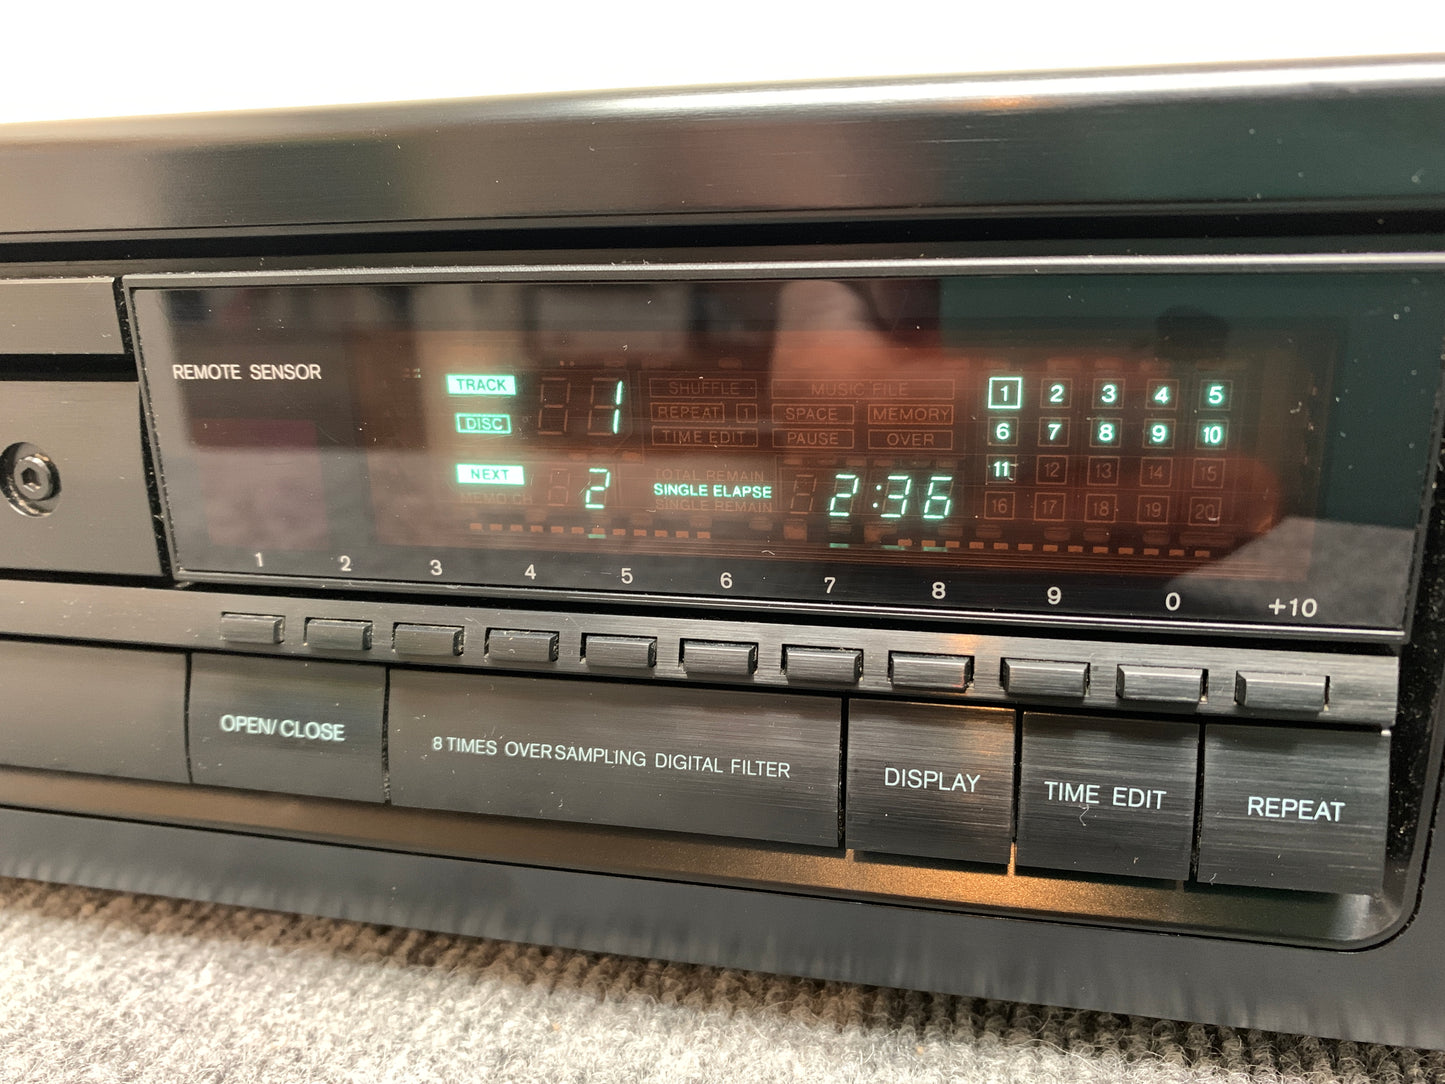 REMOTE SENSOR
TRACK 1 SHUFFLE MUSIC FILE 1 2 3 4 5
DISC REPEAT 1 SPACE MEMORY 6 7 8 9 10
TIME EDIT PAUSE OVER
NEXT 2 TOTAL REMAIN 11 12 13 14 15
MEMO CH SINGLE ELAPSE 2:36
SINGLE REMAIN 16 17 18 19 20
1 2 3 4 5 6 7 8 9 0 +10
OPEN/CLOSE 8 TIMES OVERSAMPLING DIGITAL FILTER DISPLAY TIME EDIT REPEAT